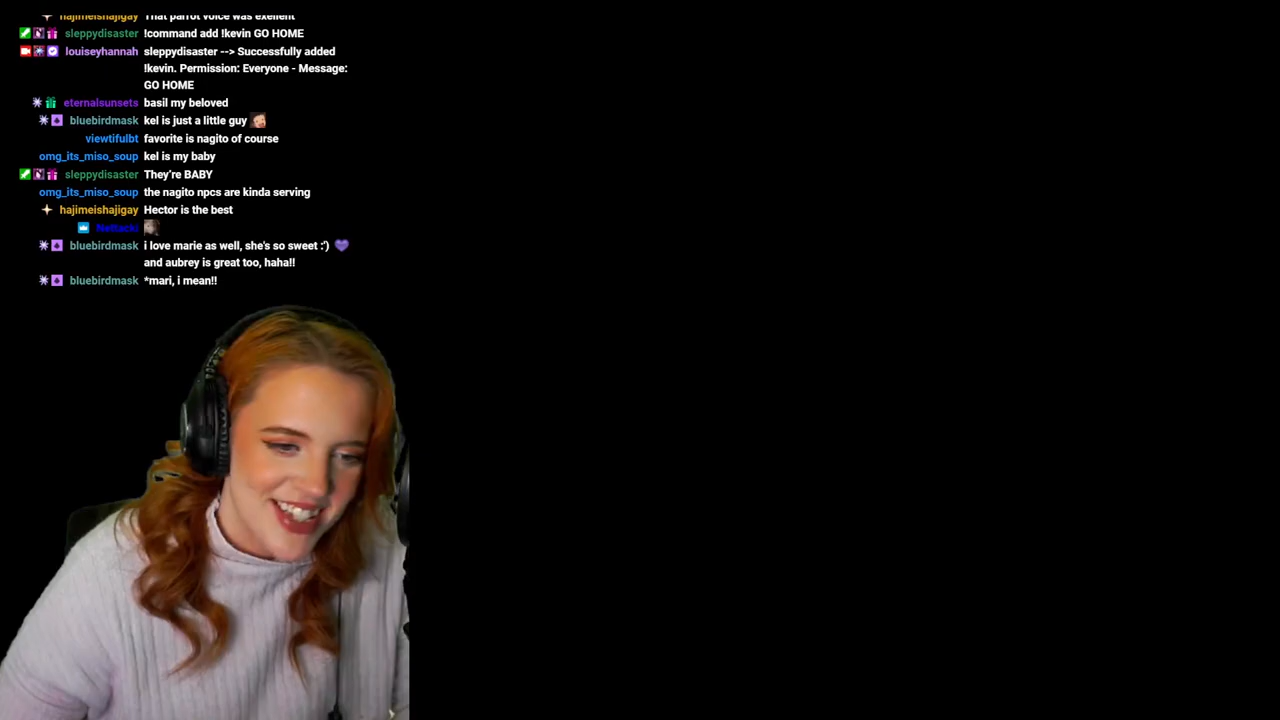 hajimeishajigay That parrot voice was exellent
sleppydisaster !command add !kevin GO HOME
louiseyhannah sleppydisaster --> Successfully added
!kevin. Permission: Everyone - Message:
GO HOME
eternalsunsets basil my beloved
bluebirdmask kel is just a little guy
viewtifulbt favorite is nagito of course
omg_its_miso_soup kel is my baby
sleppydisaster They're BABY
omg_its_miso_soup the nagito npcs are kinda serving
hajimeishajigay Hector is the best
bluebirdmask i love marie as well, she's so sweet :')
and aubrey is great too, haha!!
bluebirdmask *mari, i mean!!